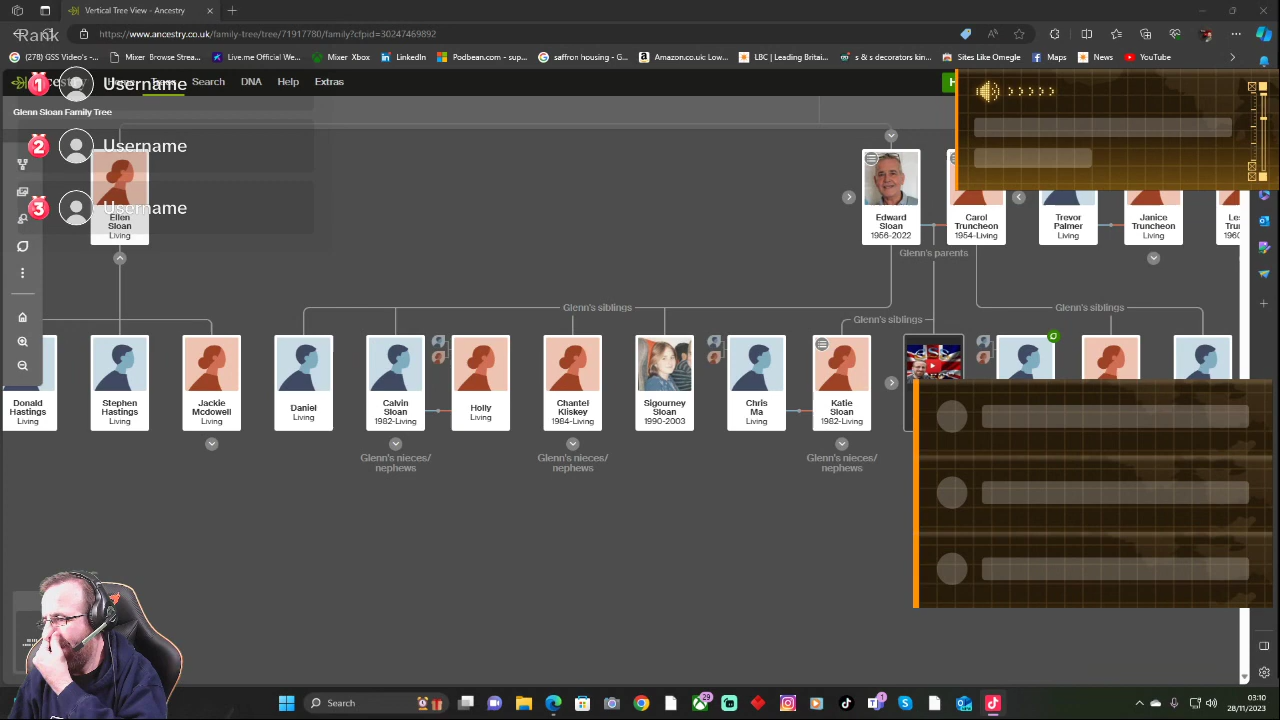 Vertical Tree View - Ancestry
Rank
https://www.ancestry.co.uk/family-tree/tree/71917780/family?cfpid=30247469892
(278) GSS Vision O...
Mixer Browser
Live.me Official We...
LinkedIn
Mixer Xbox
Podbean.com - sup...
saffron housing - G...
Amazon.co.uk
LBC | Leading Britai...
s & s decorators kin...
Sites Like Omegle
Maps
News
YouTube
Search
DNA
Help
Extras
1 Username
Glenn Sloan Family Tree
2 Username
3 Username
Ellen
Sloan
Living
Edward
Sloan
1956-2022
Carol
Truncheon
1954-Living
Trevor
Palmer
Living
Janice
Truncheon
Living
1960
Glenn's parents
Glenn's siblings
Glenn's siblings
Glenn's siblings
Donald
Hastings
Living
Stephen
Hastings
Living
Jackie
Mcdowell
Living
Daniel
Living
Calvin
Sloan
1982-Living
Holly
Living
Chantel
Kliskey
1984-Living
Sigourney
Sloan
1990-2003
Chris
Ma
Living
Katie
Sloan
1982-Living
Glenn's nieces/
nephews
Glenn's nieces/
nephews
Glenn's nieces/
nephews
Search
29
1
03:10
28/11/2023